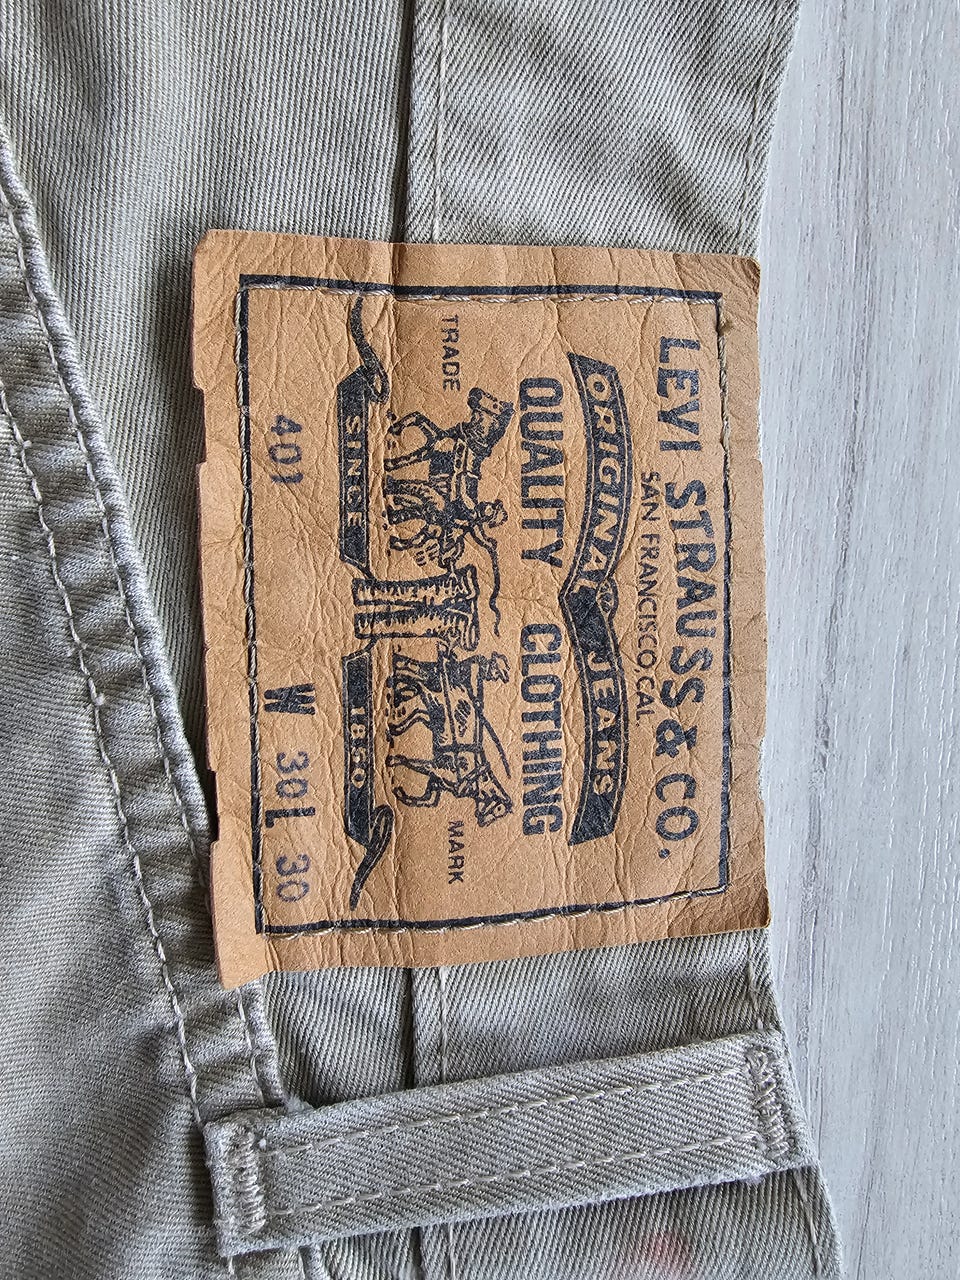 LEVI STRAUSS & CO.
SAN FRANCISCO, CAL.
ORIGINAL JEANS
QUALITY CLOTHING
TRADE MARK
SINCE 1850
401 W 30 L 30